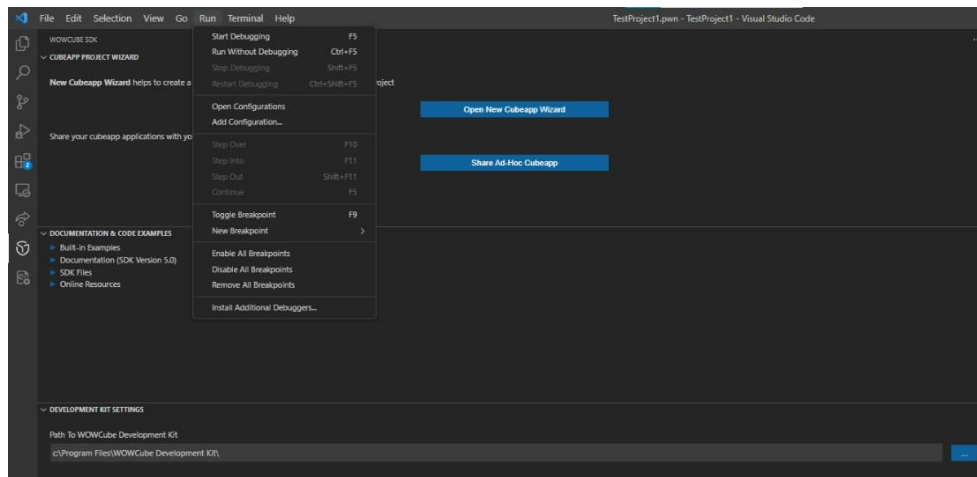 File Edit Selection View Go Run Terminal Help
TestProject1.pwn - TestProject1 - Visual Studio Code
WOWCUBE SDK
CUBEAPP PROJECT WIZARD
New Cubeapp Wizard helps to create a
oject
Open New Cubeapp Wizard
Share your cubeapp applications with yo
Share Ad-Hoc Cubeapp
Start Debugging F5
Run Without Debugging Ctrl+F5
Stop Debugging Shift+F5
Restart Debugging Ctrl+Shift+F5
Open Configurations
Add Configuration...
Step Over F10
Step Into F11
Step Out Shift+F11
Continue F5
Toggle Breakpoint F9
New Breakpoint
Enable All Breakpoints
Disable All Breakpoints
Remove All Breakpoints
Install Additional Debuggers...
2
DOCUMENTATION & CODE EXAMPLES
Built-in Examples
Documentation (SDK Version 5.0)
SDK Files
Online Resources
DEVELOPMENT KIT SETTINGS
Path To WOWCube Development Kit
c:\Program Files\WOWCube Development Kit\
...